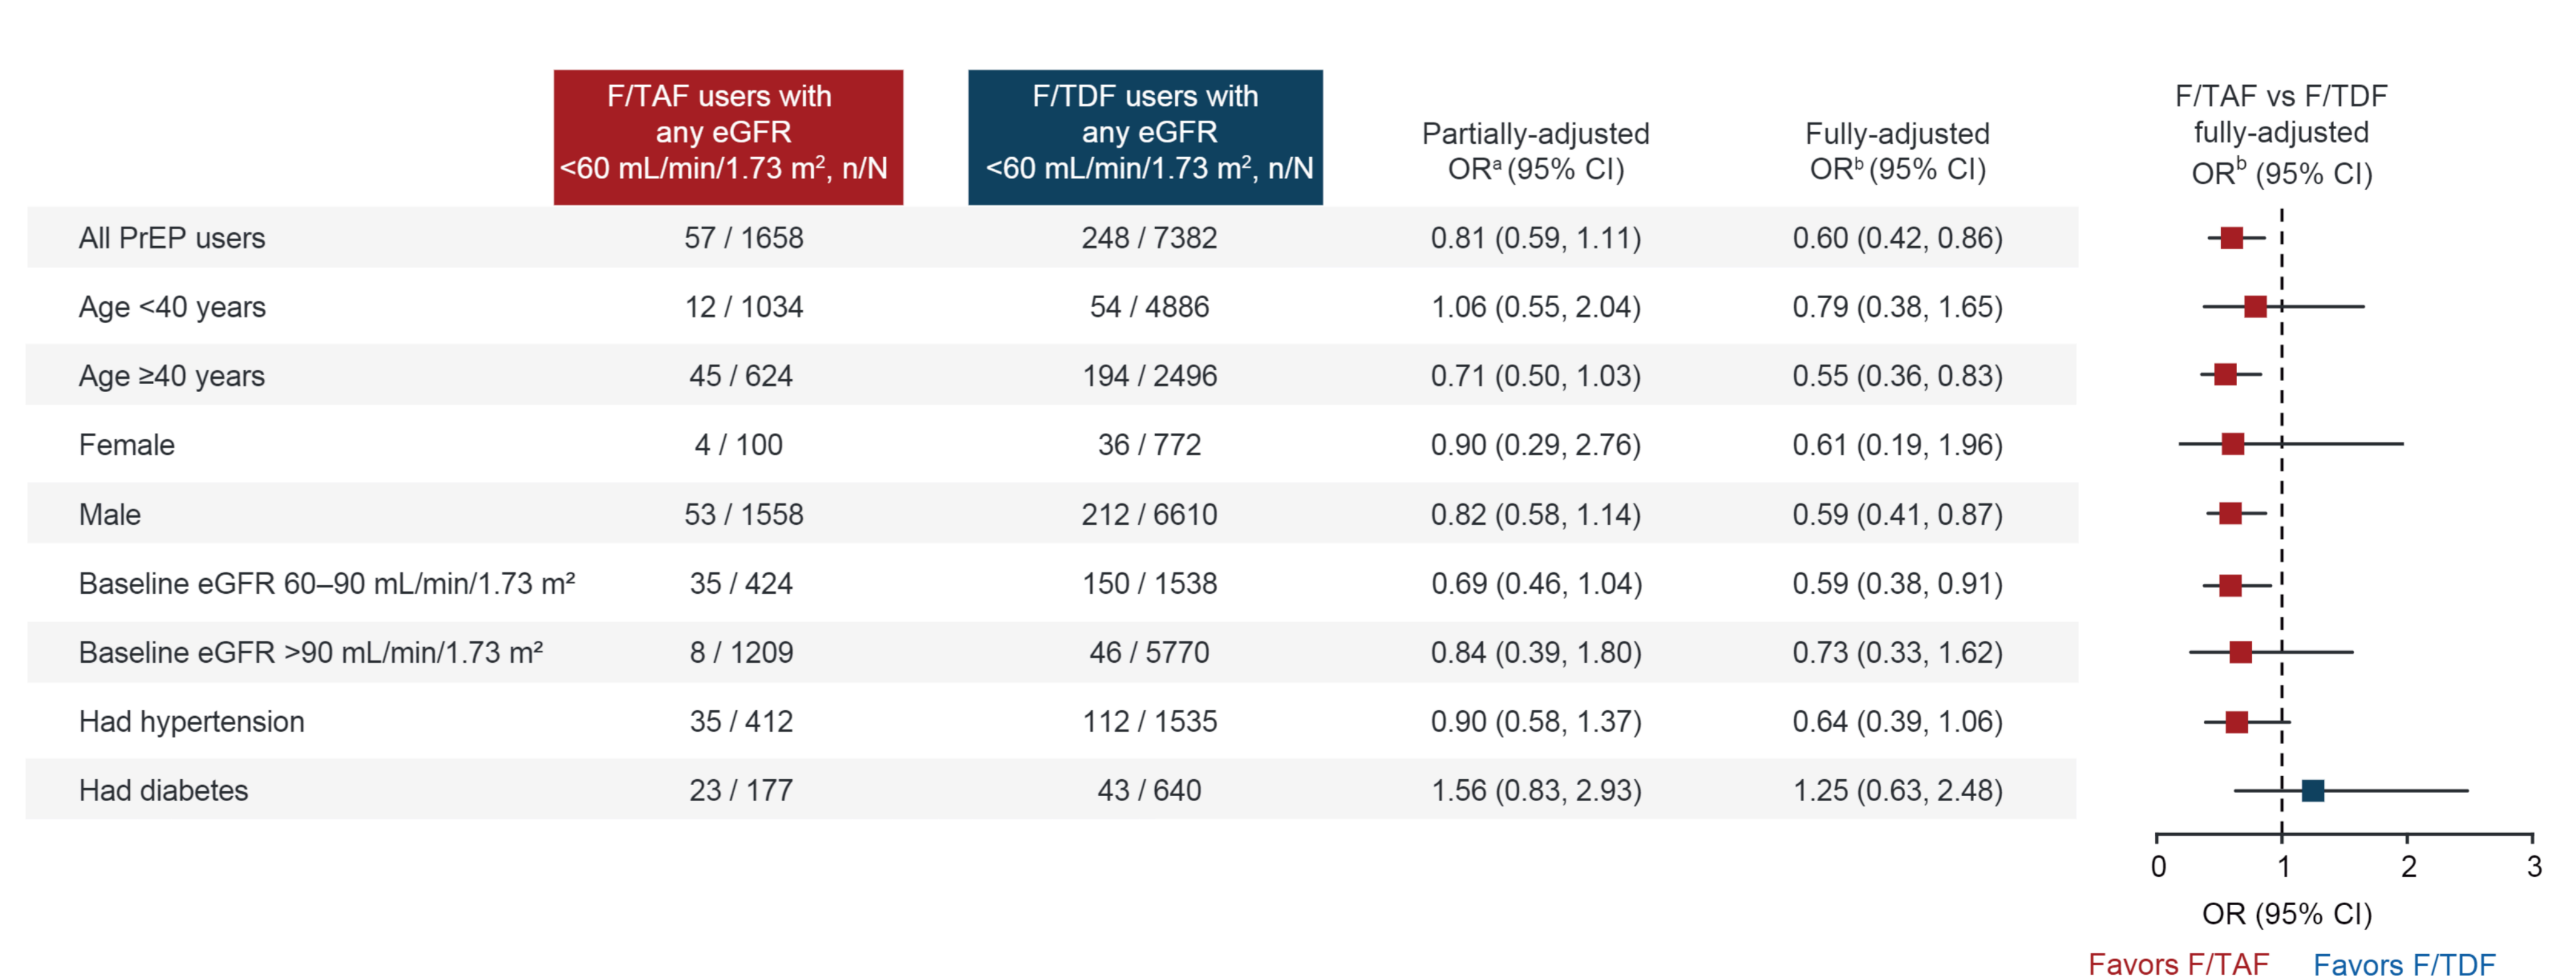 F/TAF users with
any eGFR
<60 mL/min/1.73 m², n/N
F/TDF users with
any eGFR
<60 mL/min/1.73 m², n/N
Partially-adjusted
ORᵃ (95% CI)
Fully-adjusted
ORᵇ (95% CI)
F/TAF vs F/TDF
fully-adjusted
ORᵇ (95% CI)
All PrEP users 57 / 1658 248 / 7382 0.81 (0.59, 1.11) 0.60 (0.42, 0.86)
Age <40 years 12 / 1034 54 / 4886 1.06 (0.55, 2.04) 0.79 (0.38, 1.65)
Age ≥40 years 45 / 624 194 / 2496 0.71 (0.50, 1.03) 0.55 (0.36, 0.83)
Female 4 / 100 36 / 772 0.90 (0.29, 2.76) 0.61 (0.19, 1.96)
Male 53 / 1558 212 / 6610 0.82 (0.58, 1.14) 0.59 (0.41, 0.87)
Baseline eGFR 60–90 mL/min/1.73 m² 35 / 424 150 / 1538 0.69 (0.46, 1.04) 0.59 (0.38, 0.91)
Baseline eGFR >90 mL/min/1.73 m² 8 / 1209 46 / 5770 0.84 (0.39, 1.80) 0.73 (0.33, 1.62)
Had hypertension 35 / 412 112 / 1535 0.90 (0.58, 1.37) 0.64 (0.39, 1.06)
Had diabetes 23 / 177 43 / 640 1.56 (0.83, 2.93) 1.25 (0.63, 2.48)
0 1 2 3
OR (95% CI)
Favors F/TAF Favors F/TDF